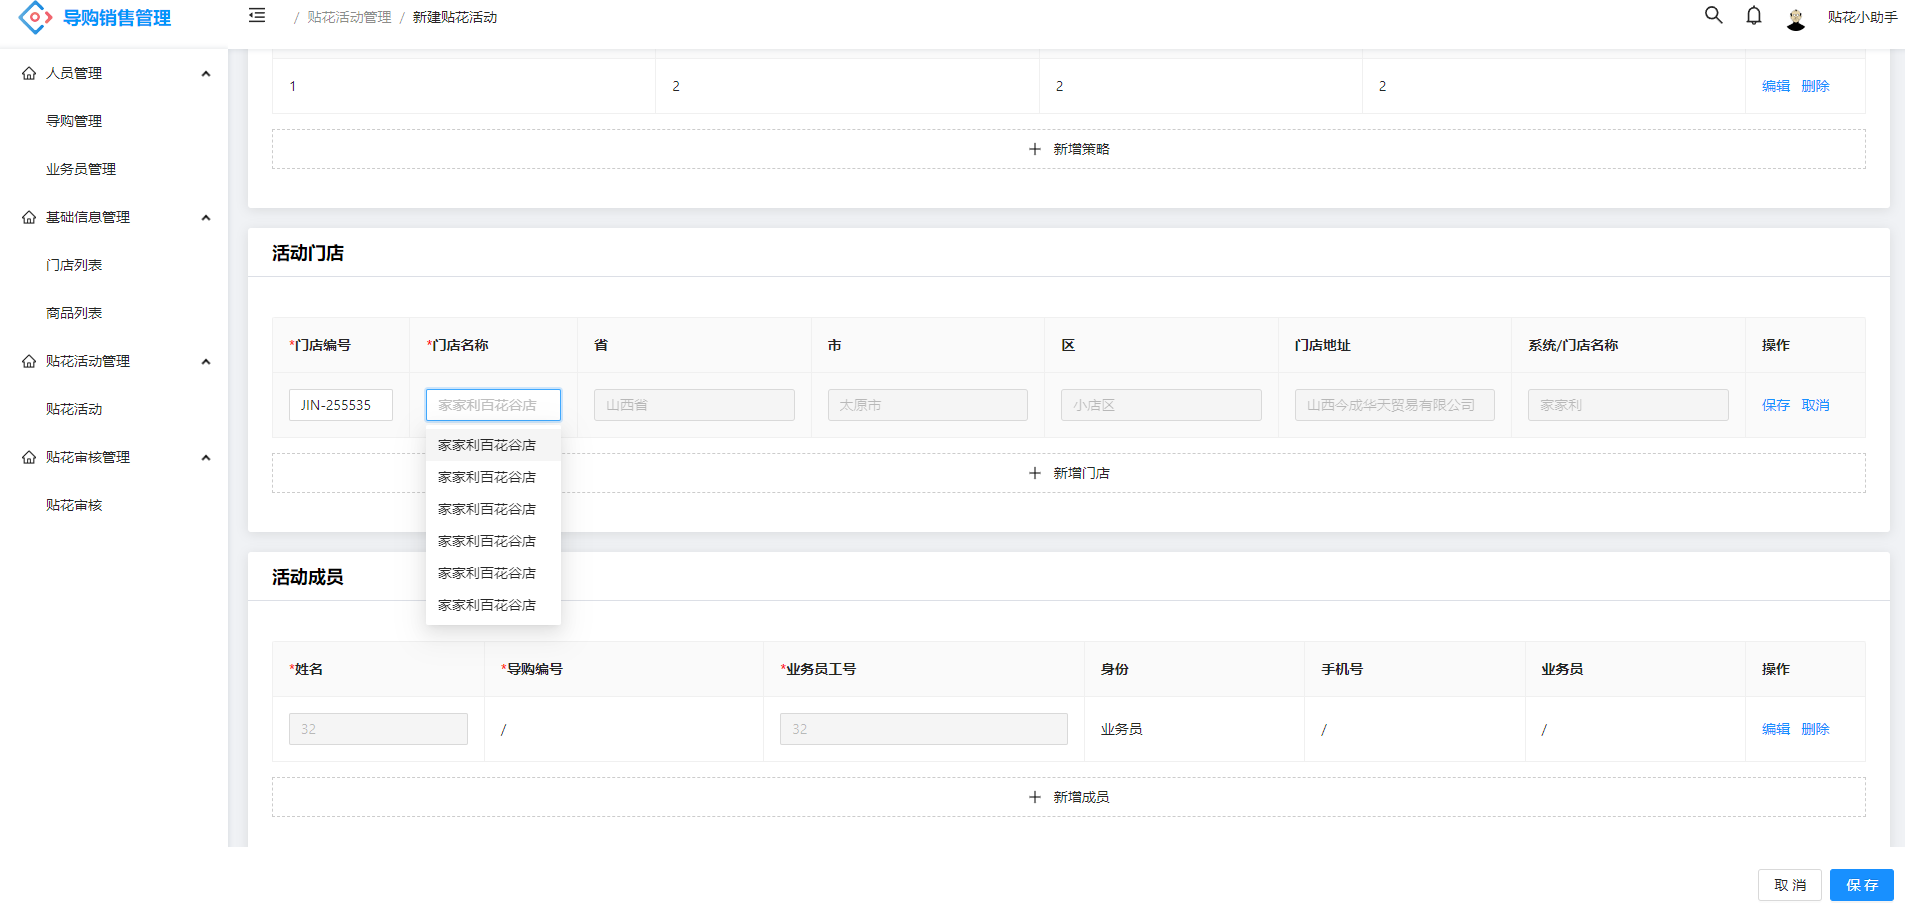 导购销售管理
/ 贴花活动管理 / 新建贴花活动
贴花小助手
人员管理
导购管理
业务员管理
基础信息管理
门店列表
商品列表
贴花活动管理
贴花活动
贴花审核管理
贴花审核
1 2 2 2 编辑 删除
+ 新增策略
活动门店
*门店编号 *门店名称 省 市 区 门店地址 系统/门店名称 操作
JIN-255535 家家利百花谷店 山西省 太原市 小店区 山西今成华天贸易有限公司 家家利 保存 取消
家家利百花谷店
家家利百花谷店
家家利百花谷店
家家利百花谷店
家家利百花谷店
家家利百花谷店
+ 新增门店
活动成员
*姓名 *导购编号 *业务员工号 身份 手机号 业务员 操作
32 / 32 业务员 / / 编辑 删除
+ 新增成员
取 消 保 存